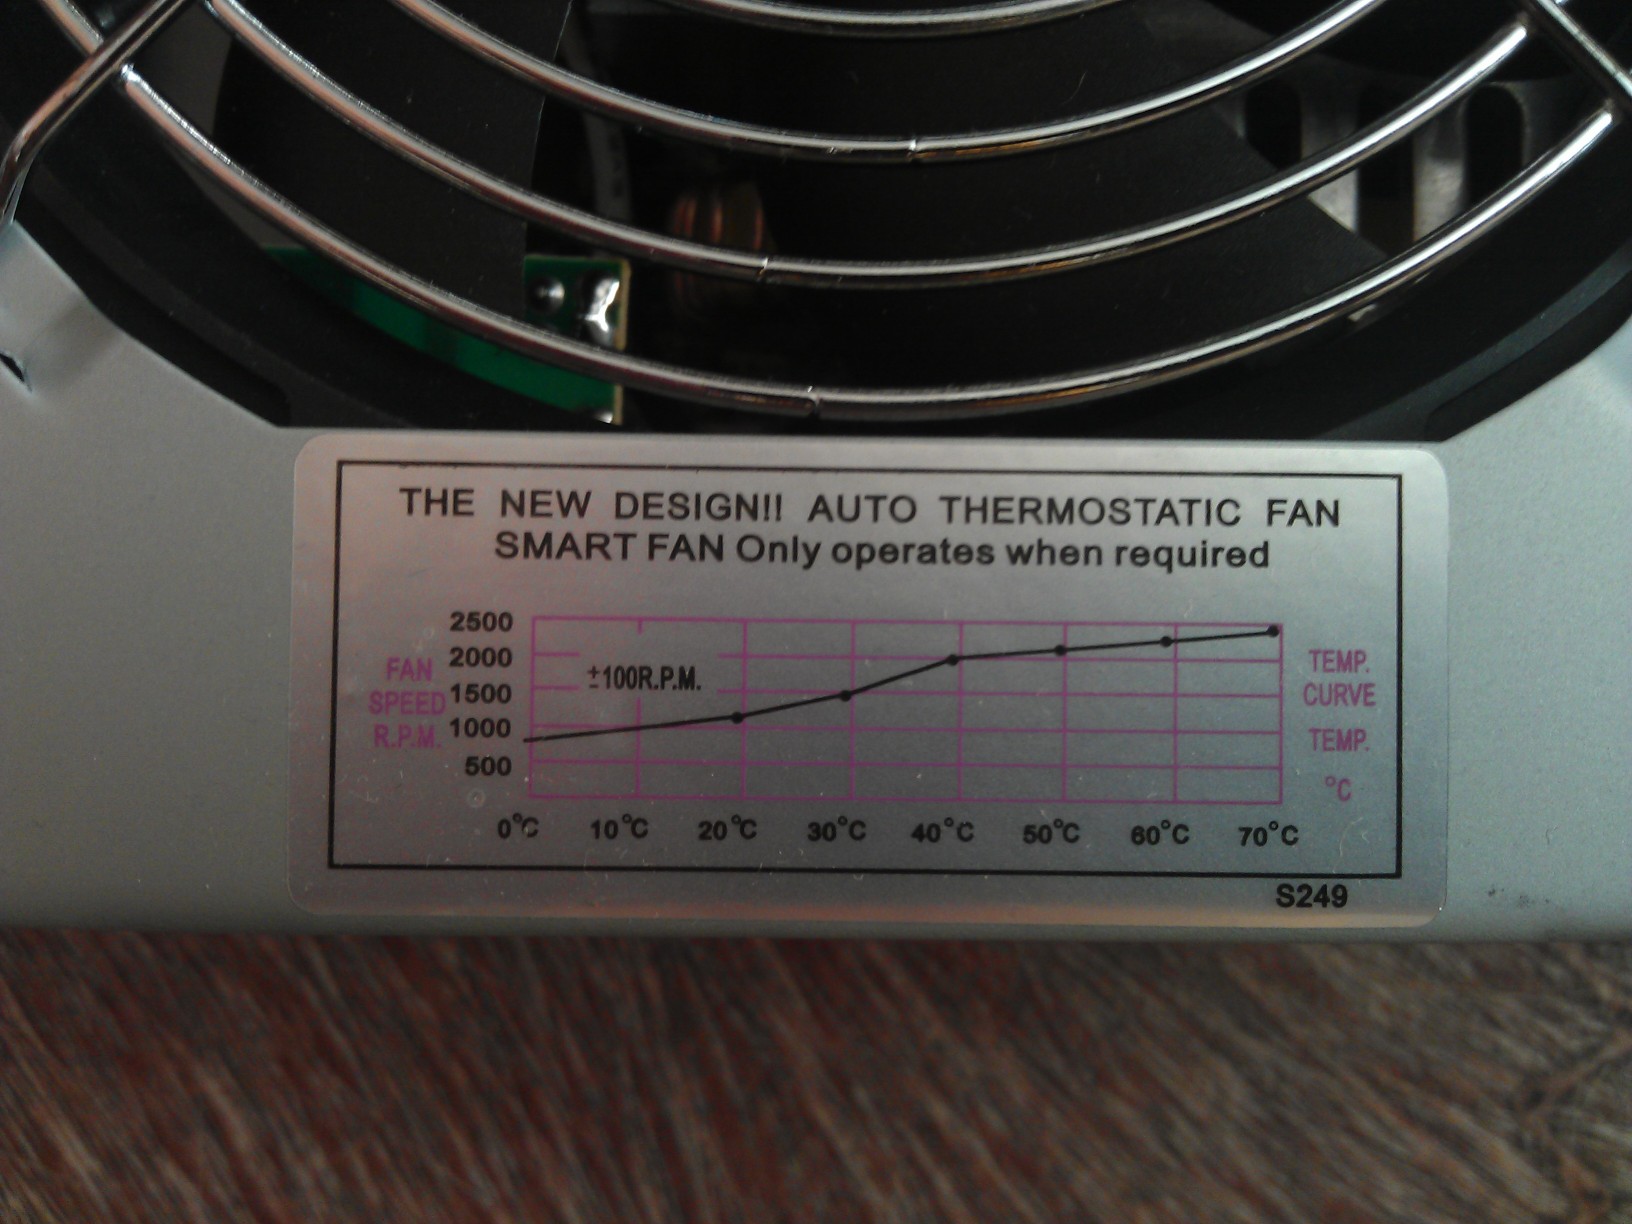 THE NEW DESIGN!! AUTO THERMOSTATIC FAN
SMART FAN Only operates when required
2500
2000
1500
1000
500
FAN
SPEED
R.P.M.
±100R.P.M.
TEMP.
CURVE
TEMP.
°C
0°C 10°C 20°C 30°C 40°C 50°C 60°C 70°C
S249